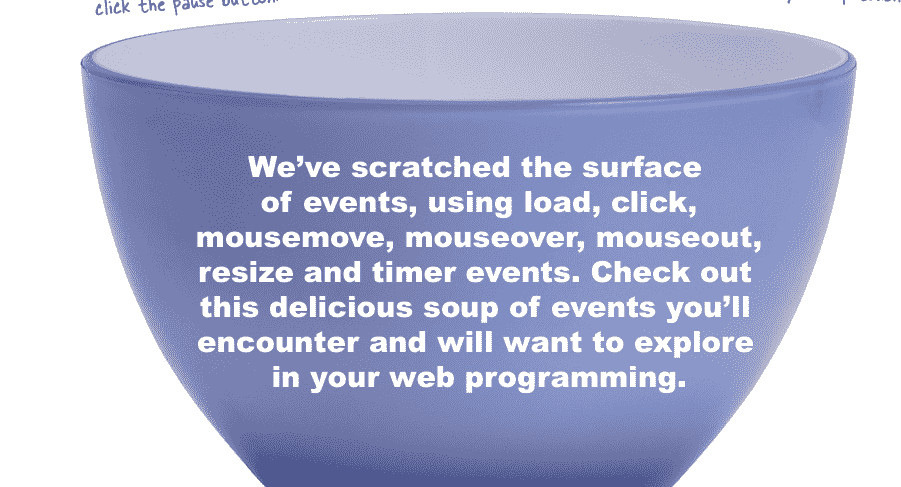 click the pause button.
We've scratched the surface
of events, using load, click,
mousemove, mouseover, mouseout,
resize and timer events. Check out
this delicious soup of events you'll
encounter and will want to explore
in your web programming.